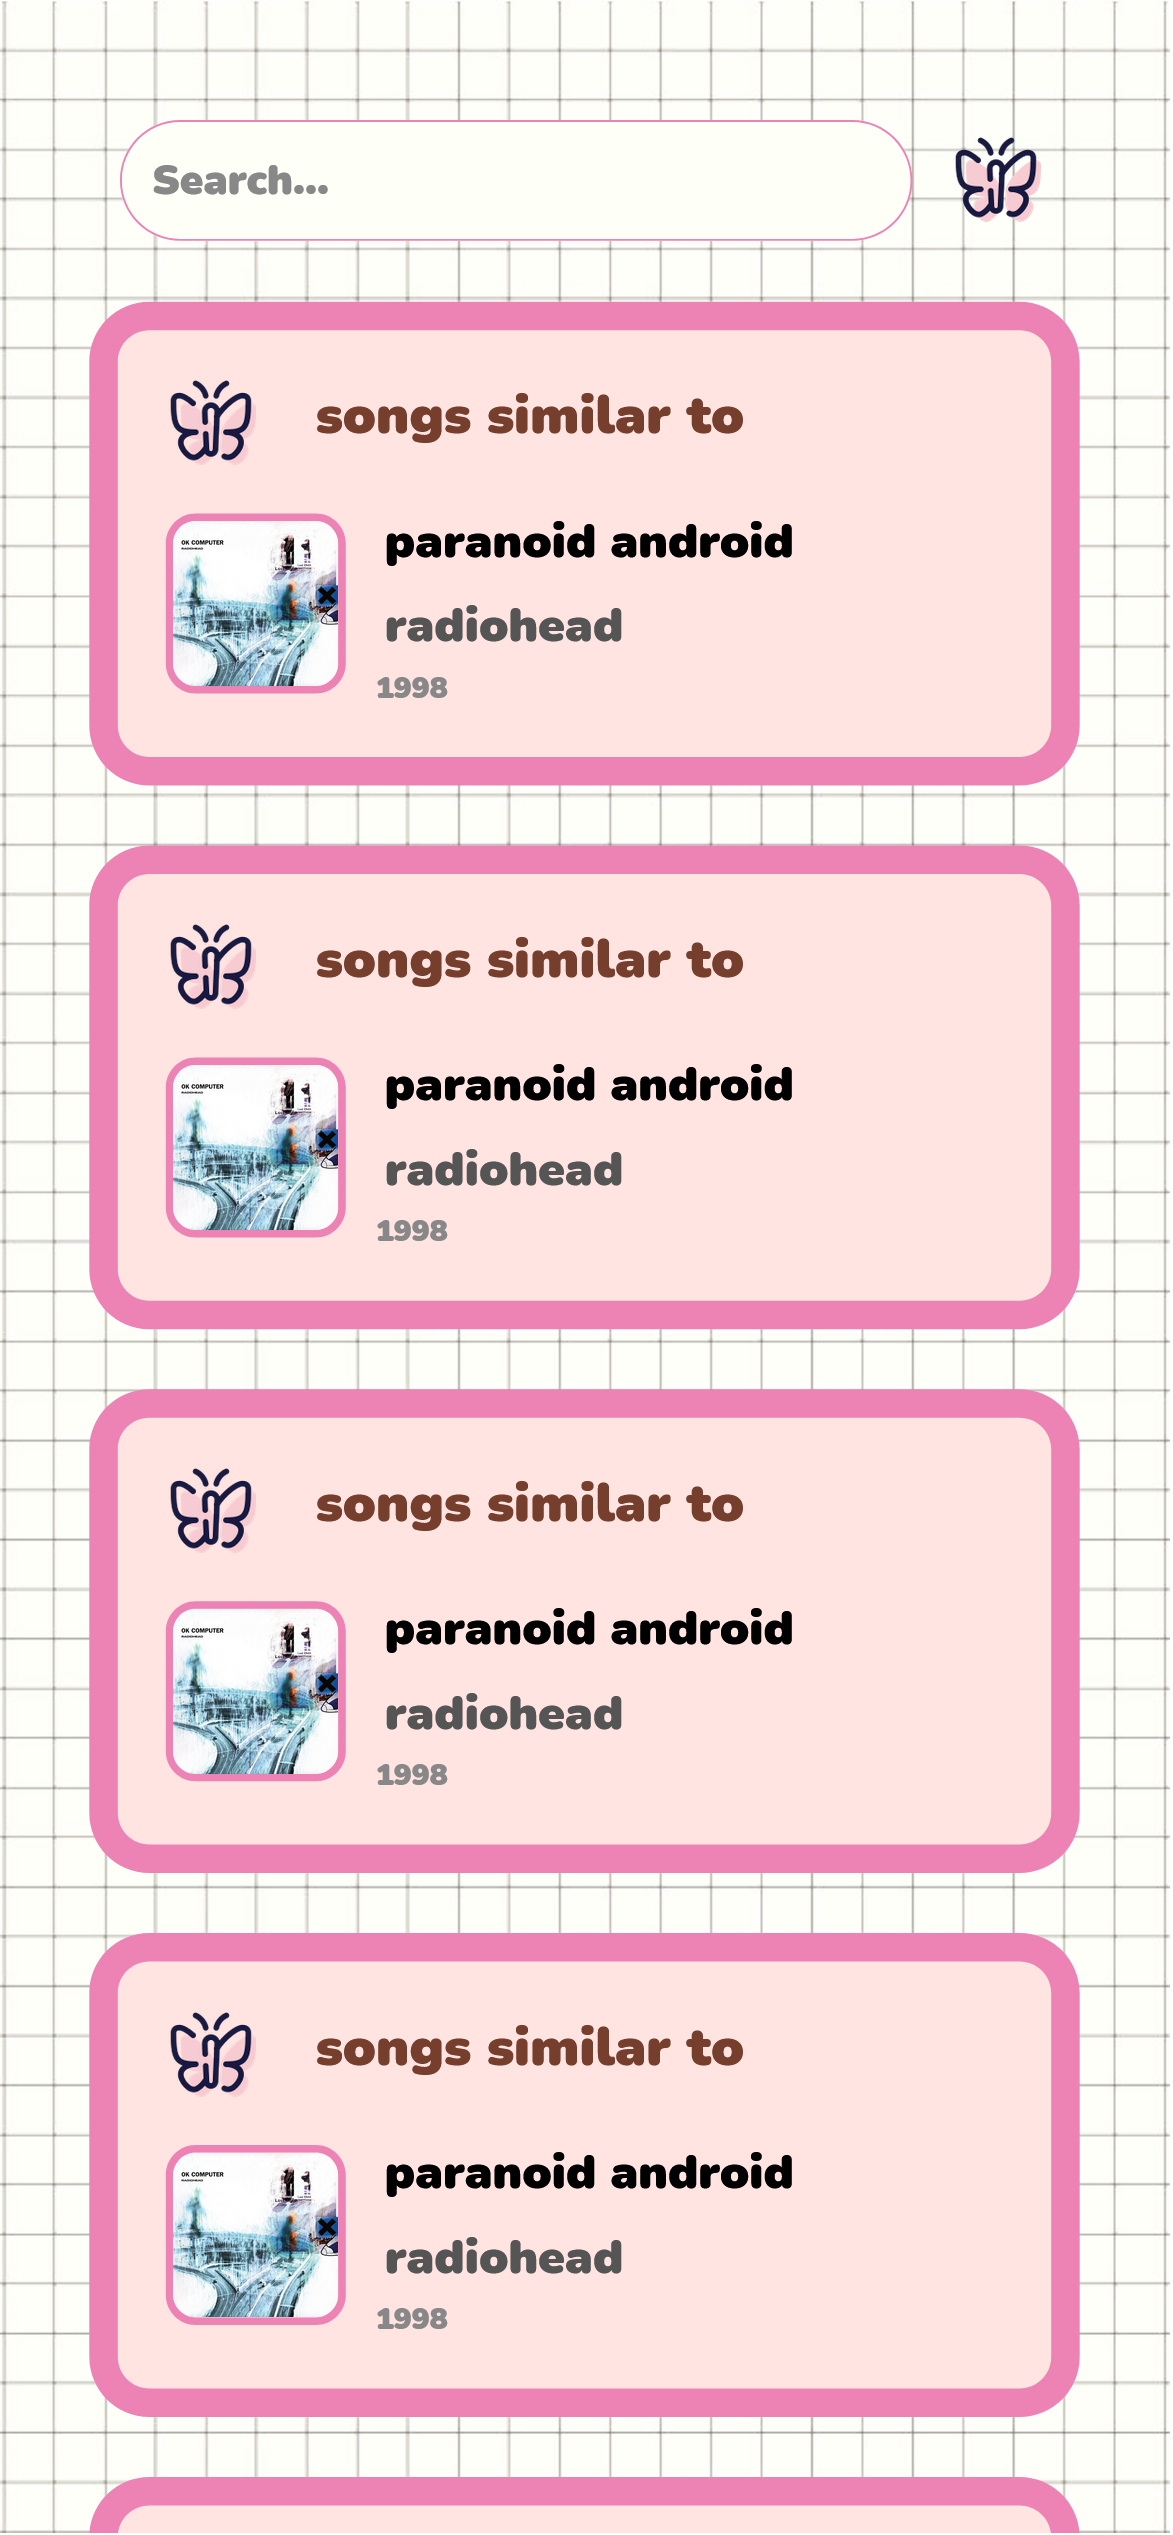 Search...
songs similar to
OK COMPUTER
RADIOHEAD
paranoid android
radiohead
1998
songs similar to
OK COMPUTER
RADIOHEAD
paranoid android
radiohead
1998
songs similar to
OK COMPUTER
RADIOHEAD
paranoid android
radiohead
1998
songs similar to
OK COMPUTER
RADIOHEAD
paranoid android
radiohead
1998